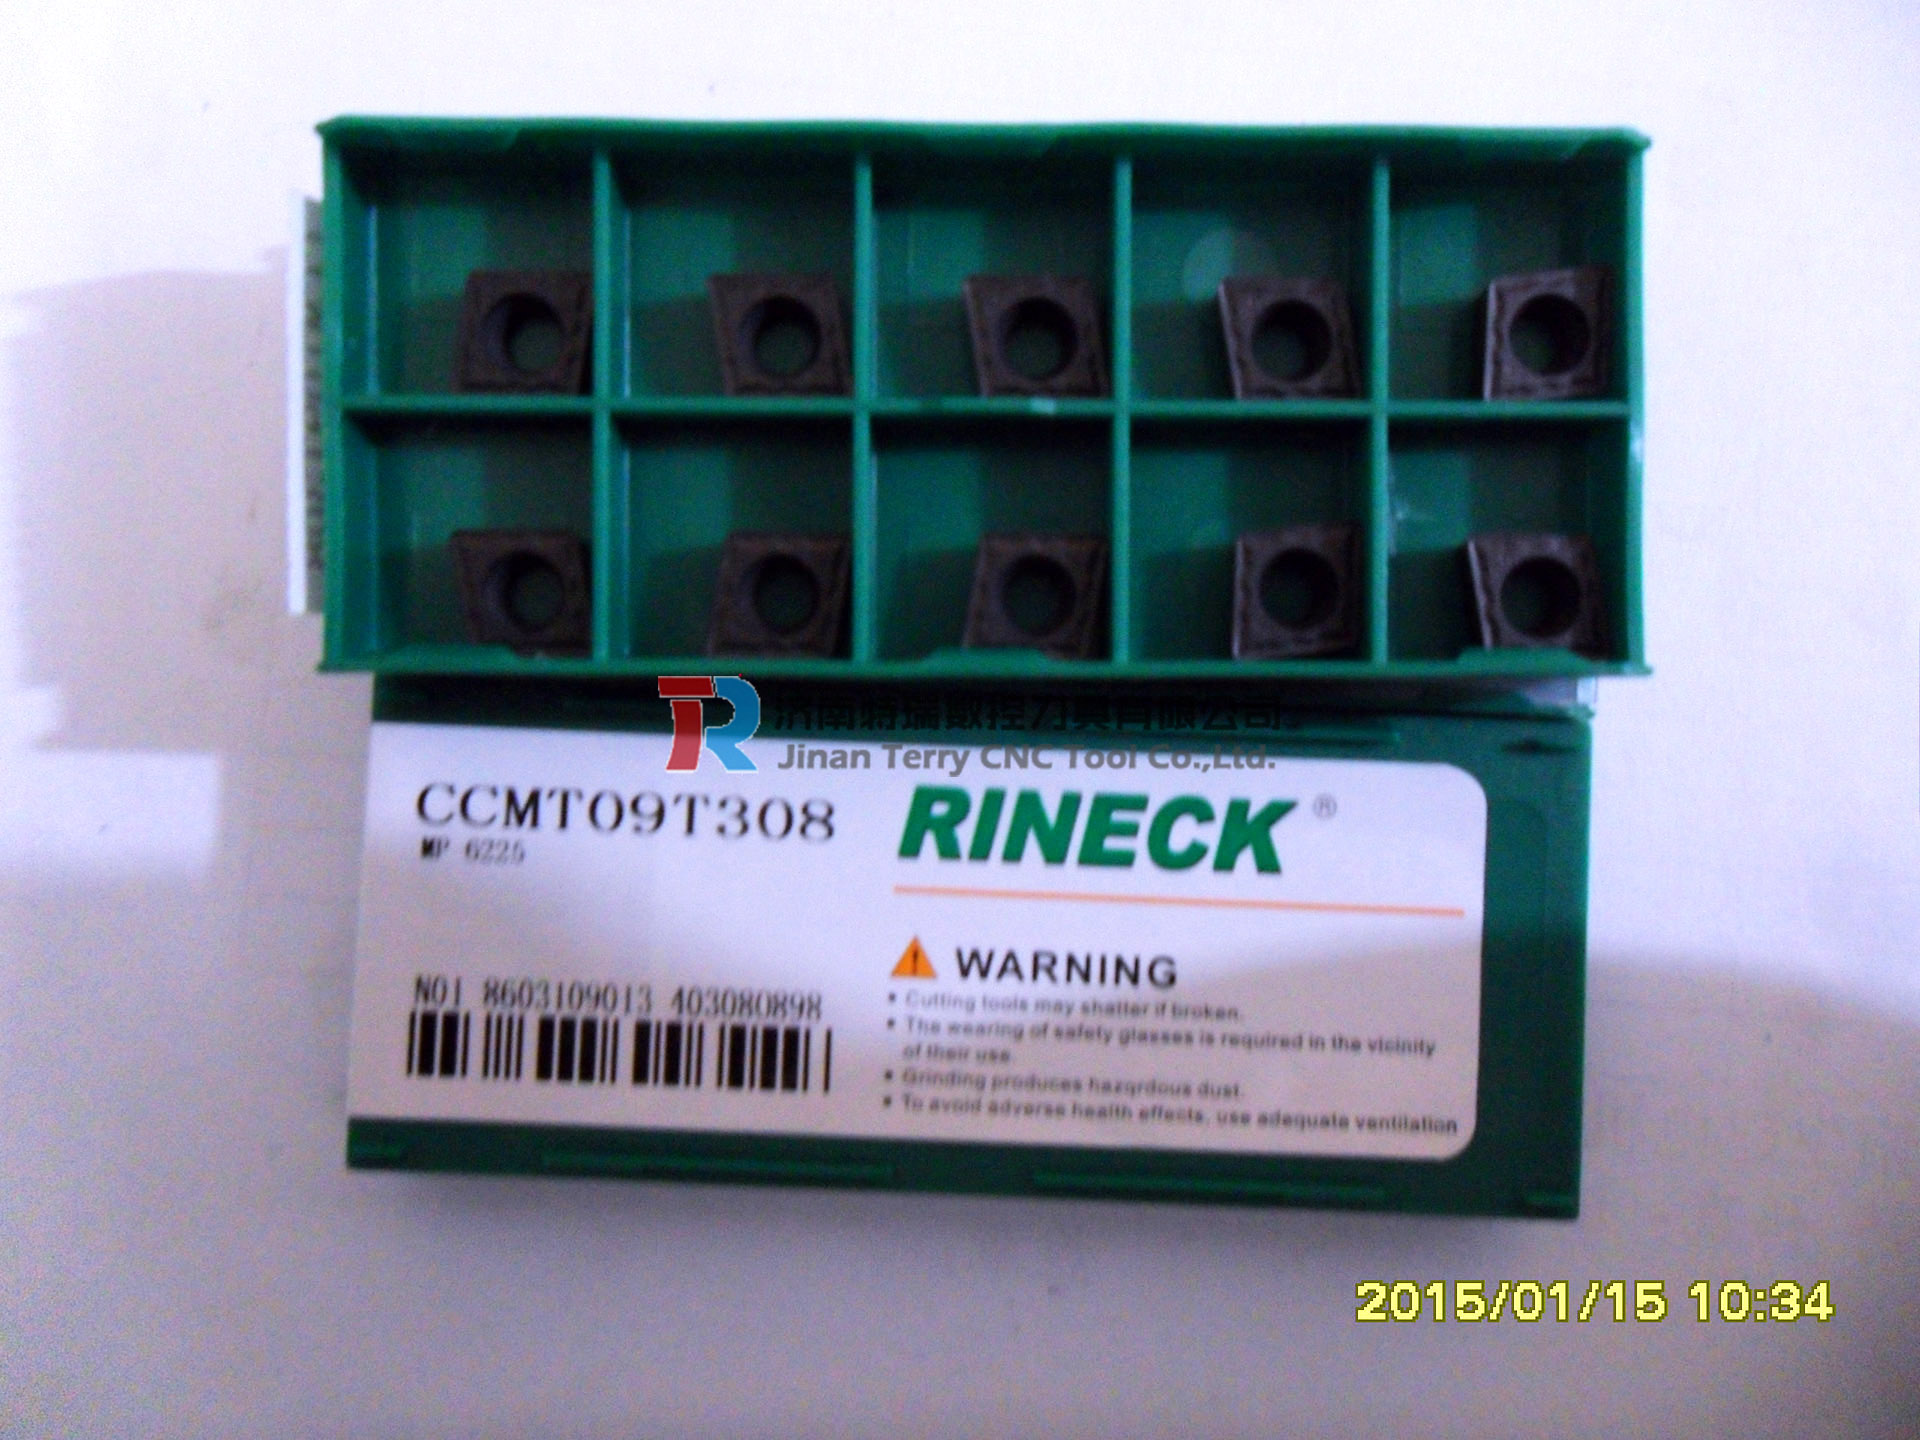 济南特瑞数控刀具有限公司
Jinan Terry CNC Tool Co.,Ltd.
CCMT09T308
MP 6225
RINECK ®
WARNING
• Cutting tools may shatter if broken.
• The wearing of safety glasses is required in the vicinity
of their use.
• Grinding produces hazqrdous dust.
• To avoid adverse health effects, use adequate ventilation
N01 8603109013 403080898
2015/01/15 10:34